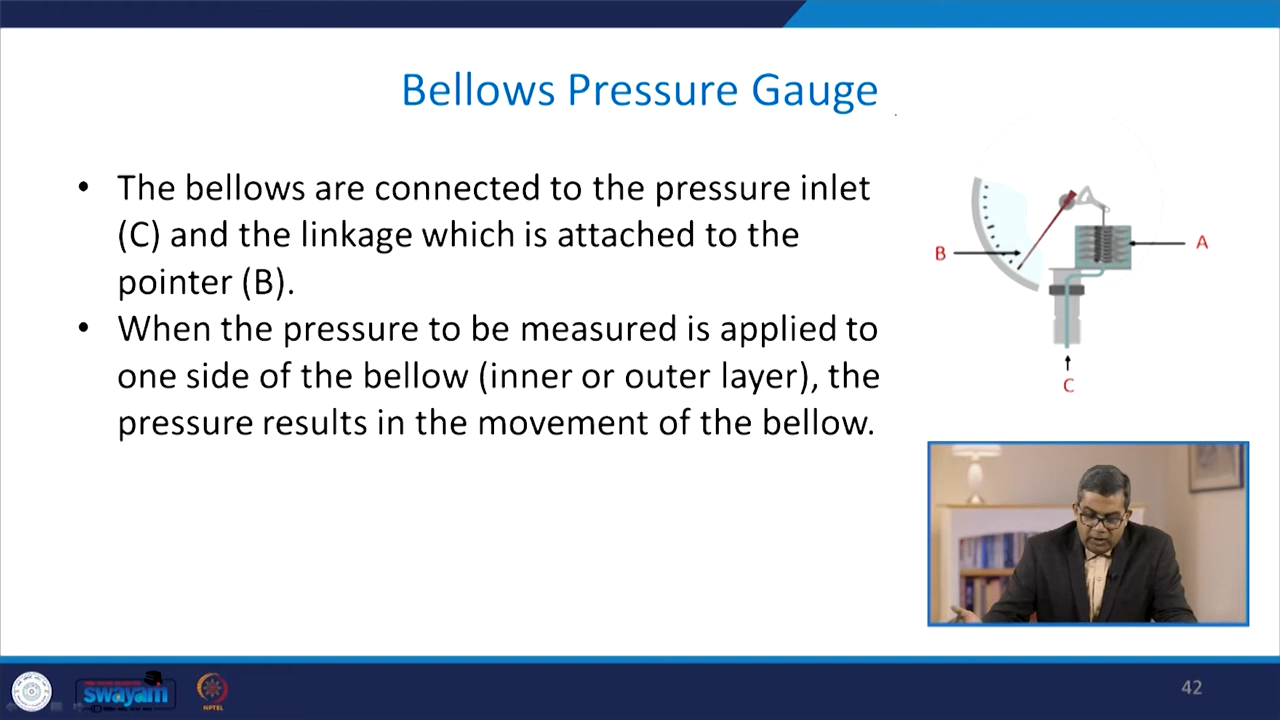 Bellows Pressure Gauge
• The bellows are connected to the pressure inlet
(C) and the linkage which is attached to the
pointer (B).
• When the pressure to be measured is applied to
one side of the bellow (inner or outer layer), the
pressure results in the movement of the bellow.
B
A
C
swayam
NPTEL
42